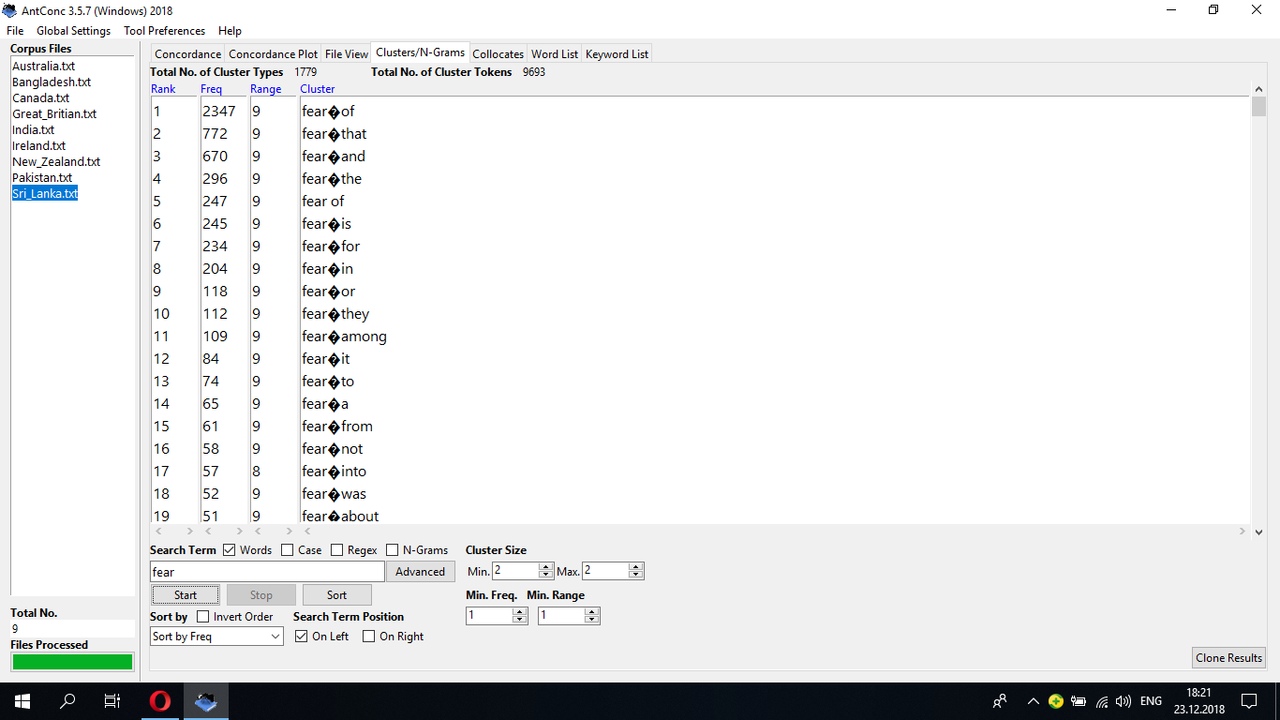 AntConc 3.5.7 (Windows) 2018
File Global Settings Tool Preferences Help
Corpus Files
Australia.txt
Bangladesh.txt
Canada.txt
Great_Britian.txt
India.txt
Ireland.txt
New_Zealand.txt
Pakistan.txt
Sri_Lanka.txt
Total No.
9
Files Processed
Concordance Concordance Plot File View Clusters/N-Grams Collocates Word List Keyword List
Total No. of Cluster Types 1779 Total No. of Cluster Tokens 9693
Rank Freq Range Cluster
1 2347 9 fear�of
2 772 9 fear�that
3 670 9 fear�and
4 296 9 fear�the
5 247 9 fear of
6 245 9 fear�is
7 234 9 fear�for
8 204 9 fear�in
9 118 9 fear�or
10 112 9 fear�they
11 109 9 fear�among
12 84 9 fear�it
13 74 9 fear�to
14 65 9 fear�a
15 61 9 fear�from
16 58 9 fear�not
17 57 8 fear�into
18 52 9 fear�was
19 51 9 fear�about
Search Term Words Case Regex N-Grams Cluster Size
fear Advanced Min. 2 Max. 2
Start Stop Sort Min. Freq. Min. Range
Sort by Invert Order Search Term Position 1 1
Sort by Freq On Left On Right
Clone Results
ENG 18:21
23.12.2018